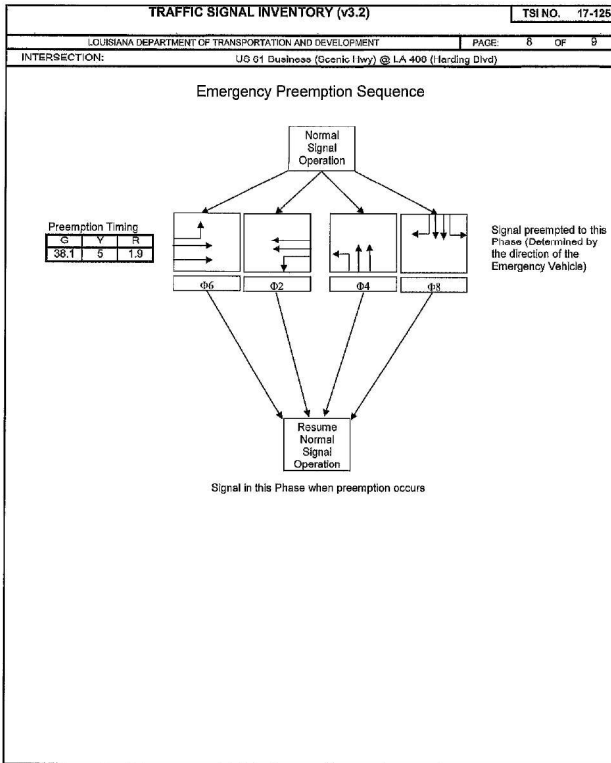 TRAFFIC SIGNAL INVENTORY (v3.2)
TSI NO. 17-125
LOUISIANA DEPARTMENT OF TRANSPORTATION AND DEVELOPMENT
PAGE: 8 OF 9
INTERSECTION: US 61 Business (Scenic Hwy) @ LA 408 (Harding Blvd)
Emergency Preemption Sequence
Normal
Signal
Operation
Preemption Timing
G Y R
38.1 5 1.9
Φ6 Φ2 Φ4 Φ8
Signal preempted to this
Phase (Determined by
the direction of the
Emergency Vehicle)
Resume
Normal
Signal
Operation
Signal in this Phase when preemption occurs